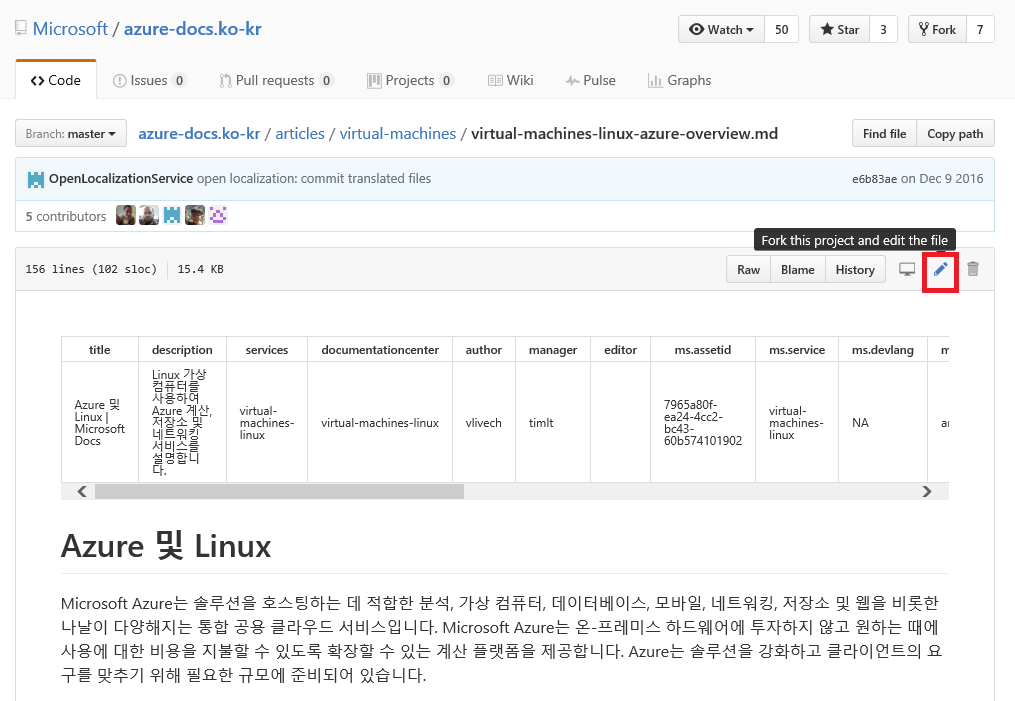 Microsoft / azure-docs.ko-kr
Watch 50 Star 3 Fork 7
Code Issues 0 Pull requests 0 Projects 0 Wiki Pulse Graphs
Branch: master azure-docs.ko-kr / articles / virtual-machines / virtual-machines-linux-azure-overview.md Find file Copy path
OpenLocalizationService open localization: commit translated files e6b83ae on Dec 9 2016
5 contributors
Fork this project and edit the file
156 lines (102 sloc) 15.4 KB Raw Blame History
title description services documentationcenter author manager editor ms.assetid ms.service ms.devlang
Azure 및
Linux |
Microsoft
Docs
Linux 가상
컴퓨터를
사용하여
Azure 계산,
저장소 및
네트워킹
서비스를
설명합니
다.
virtual-
machines-
linux
virtual-machines-linux
vlivech
timlt
7965a80f-
ea24-4cc2-
bc43-
60b574101902
virtual-
machines-
linux
NA
Azure 및 Linux
Microsoft Azure는 솔루션을 호스팅하는 데 적합한 분석, 가상 컴퓨터, 데이터베이스, 모바일, 네트워킹, 저장소 및 웹을 비롯한
나날이 다양해지는 통합 공용 클라우드 서비스입니다. Microsoft Azure는 온-프레미스 하드웨어에 투자하지 않고 원하는 때에
사용에 대한 비용을 지불할 수 있도록 확장할 수 있는 계산 플랫폼을 제공합니다. Azure는 솔루션을 강화하고 클라이언트의 요
구를 맞추기 위해 필요한 규모에 준비되어 있습니다.